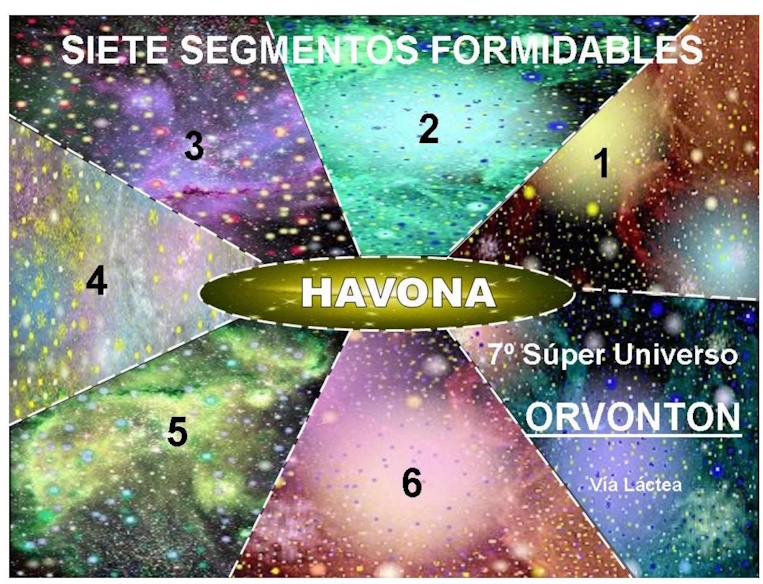 SIETE SEGMENTOS FORMIDABLES
3
2
1
4
HAVONA
7º Súper Universo
ORVONTON
5
6
Vía Láctea